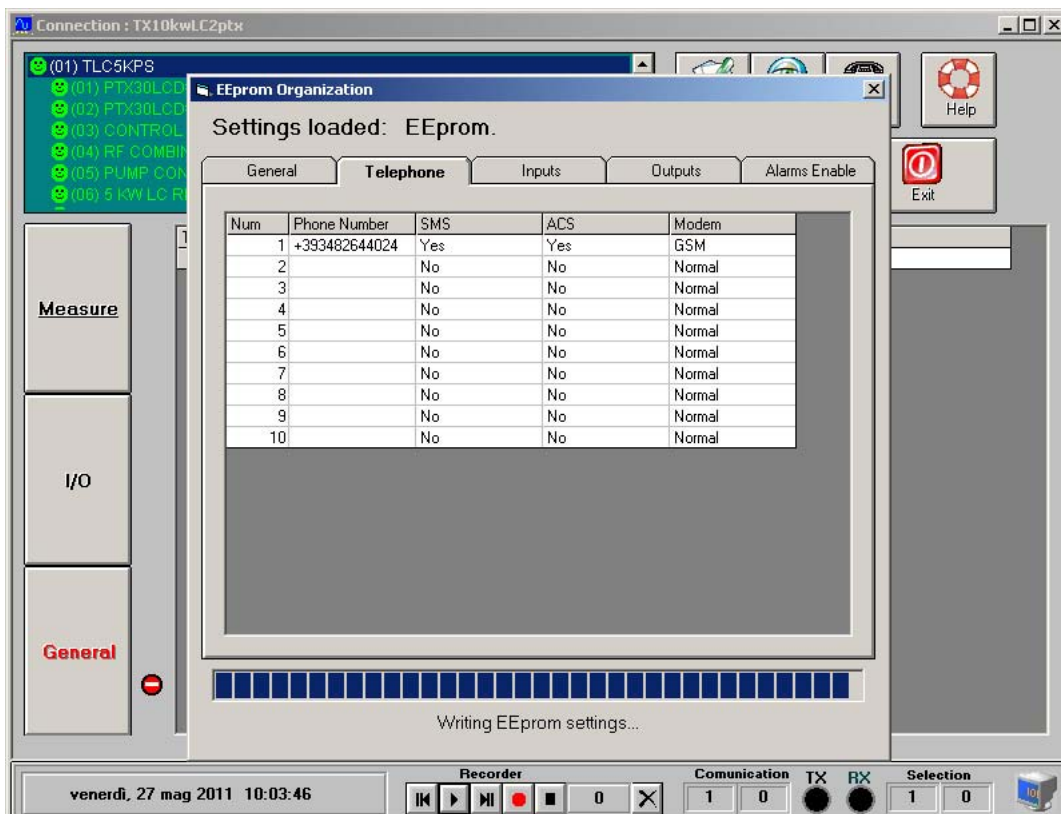 Connection : TX10kwLC2ptx
(01) TLC5KPS
(01) PTX30LCD
(02) PTX30LCD
(03) CONTROL
(04) RF COMBIN
(05) PUMP CON
(06) 5 KW LC R
Help
Exit
EEprom Organization
Settings loaded: EEprom.
General Telephone Inputs Outputs Alarms Enable
Num Phone Number SMS ACS Modem
1 +393482644024 Yes Yes GSM
2 No No Normal
3 No No Normal
4 No No Normal
5 No No Normal
6 No No Normal
7 No No Normal
8 No No Normal
9 No No Normal
10 No No Normal
Measure
I/O
General
Writing EEprom settings...
venerdì, 27 mag 2011 10:03:46
Recorder
0
Comunication
1 0
TX RX
Selection
1 0